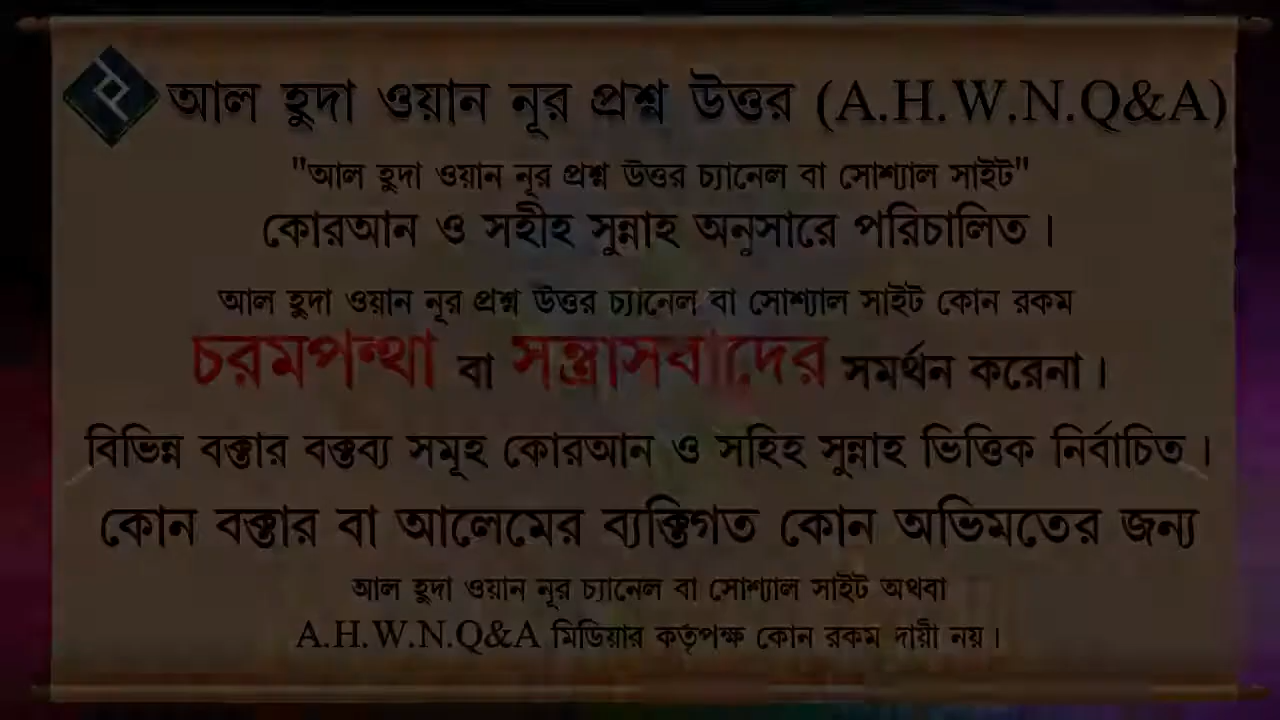 আল হুদা ওয়ান নূর প্রশ্ন উত্তর (A.H.W.N.Q&A)
"আল হুদা ওয়ান নূর প্রশ্ন উত্তর চ্যানেল বা সোশ্যাল সাইট"
কোরআন ও সহীহ সুন্নাহ অনুসারে পরিচালিত।
আল হুদা ওয়ান নূর প্রশ্ন উত্তর চ্যানেল বা সোশ্যাল সাইট কোন রকম
চরমপন্থা বা সন্ত্রাসবাদের সমর্থন করেনা।
বিভিন্ন বক্তার বক্তব্য সমূহ কোরআন ও সহিহ সুন্নাহ ভিত্তিক নির্বাচিত।
কোন বক্তার বা আলেমের ব্যক্তিগত কোন অভিমতের জন্য
আল হুদা ওয়ান নূর চ্যানেল বা সোশ্যাল সাইট অথবা
A.H.W.N.Q&A মিডিয়ার কর্তৃপক্ষ কোন রকম দায়ী নয়।